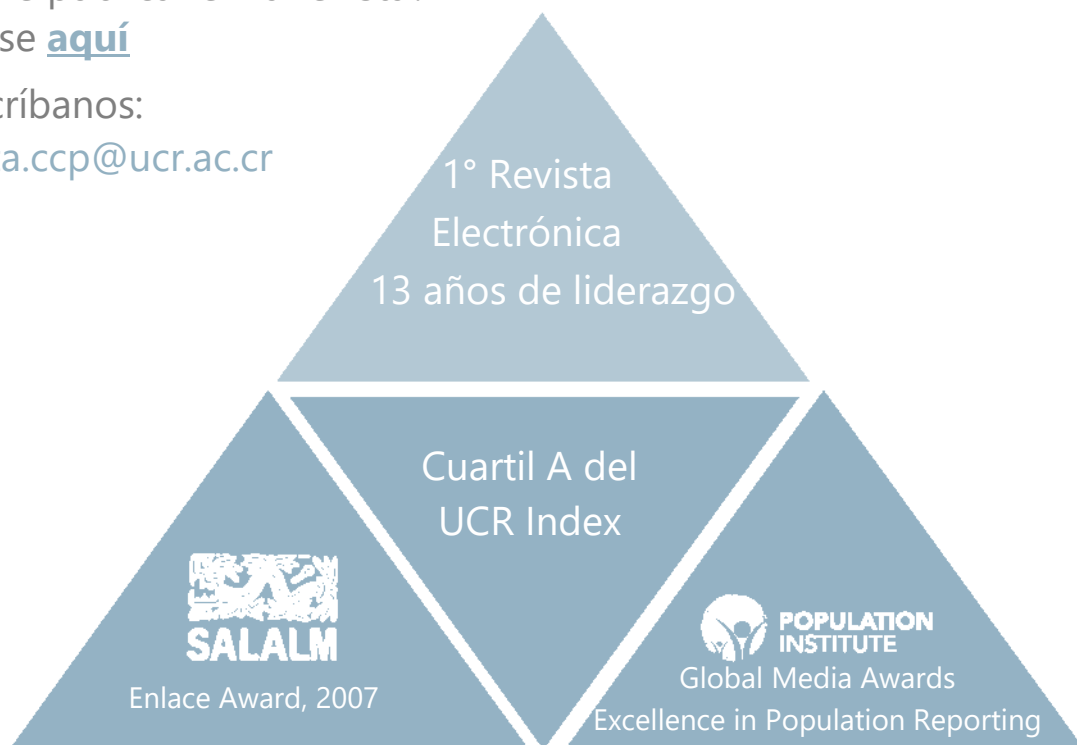 se aquí
críbanos:
a.ccp@ucr.ac.cr
1° Revista
Electrónica
13 años de liderazgo
Cuartil A del
UCR Index
SALALM
Enlace Award, 2007
POPULATION
INSTITUTE
Global Media Awards
Excellence in Population Reporting